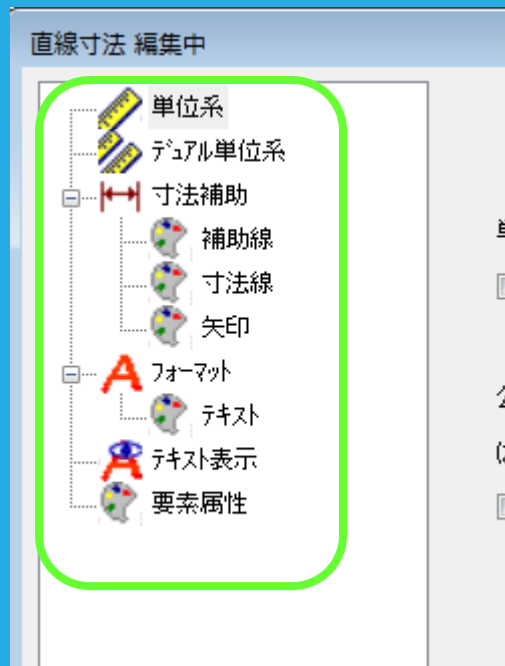 直線寸法 編集中
単位系
デュアル単位系
寸法補助
補助線
寸法線
矢印
フォーマット
テキスト
テキスト表示
要素属性